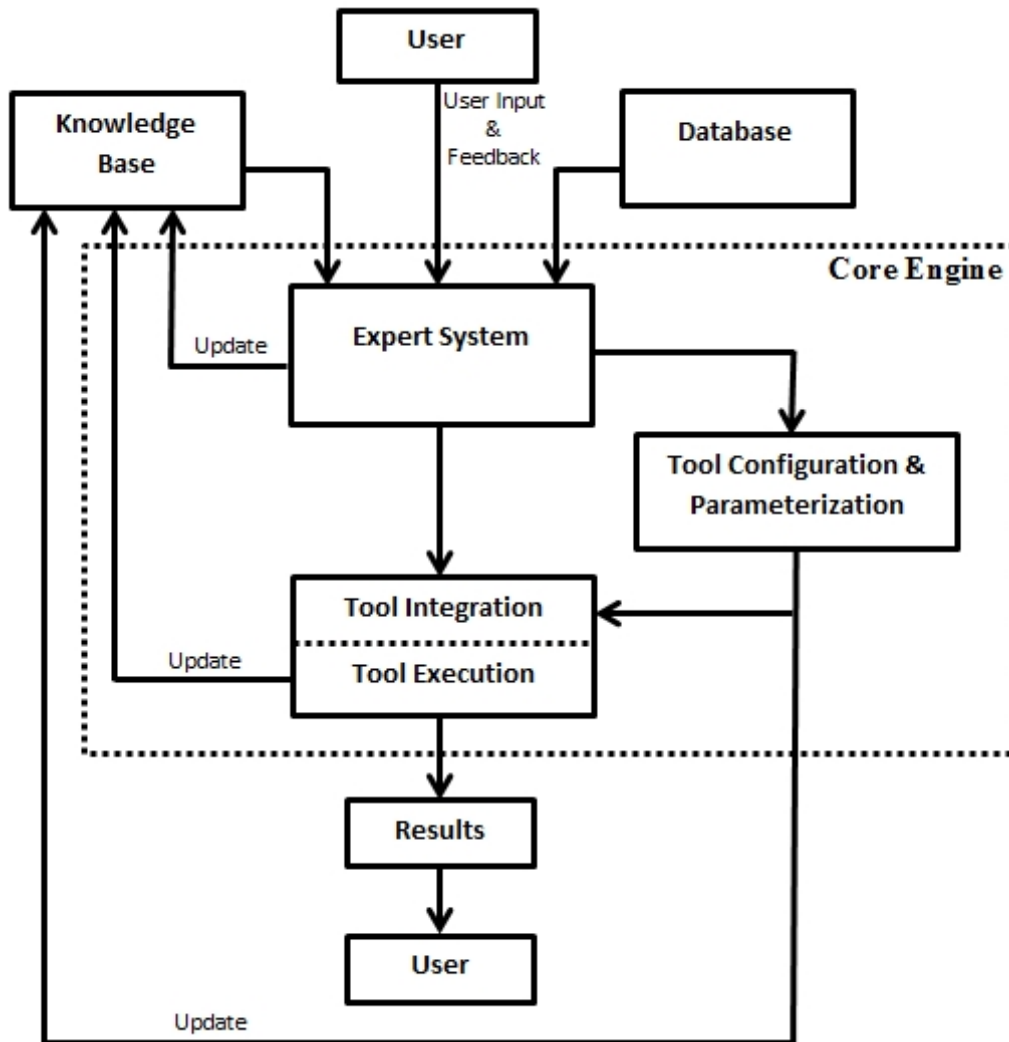 User
User Input
&
Feedback
Knowledge
Base
Database
Core Engine
Expert System
Update
Tool Configuration &
Parameterization
Tool Integration
Update
Tool Execution
Results
User
Update